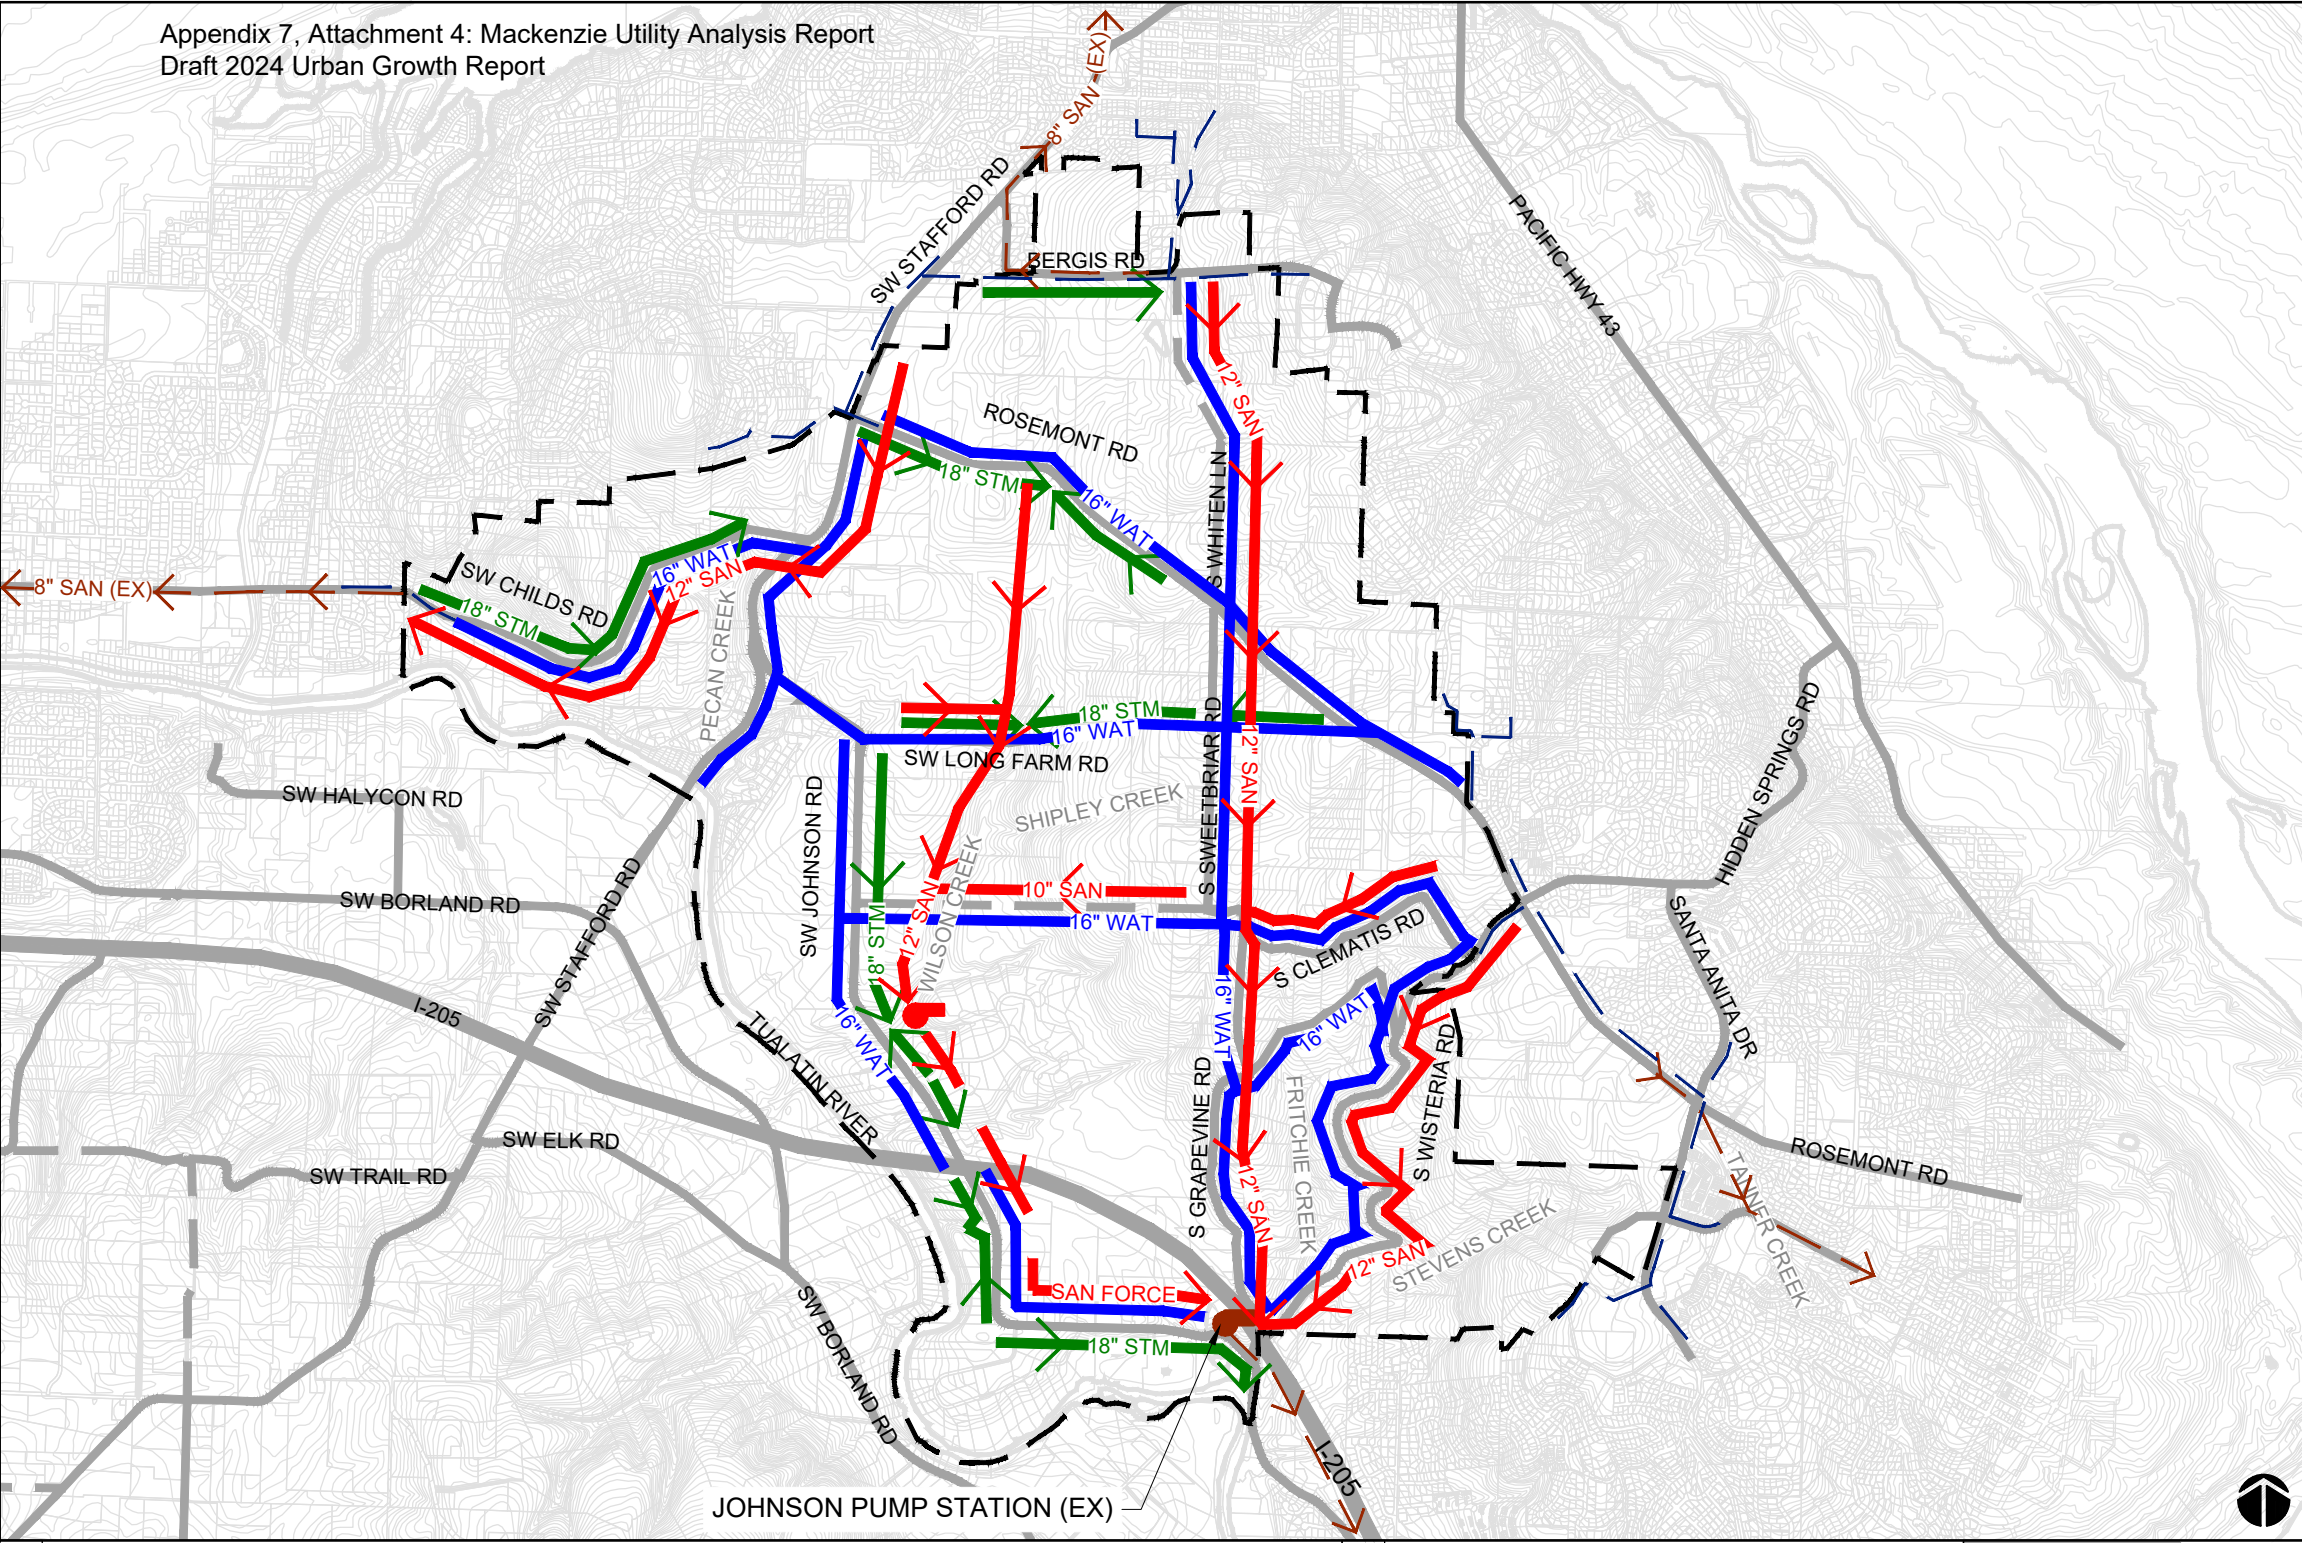 Appendix 7, Attachment 4: Mackenzie Utility Analysis Report
Draft 2024 Urban Growth Report
8" SAN (EX)
SW STAFFORD RD
BERGIS RD
PACIFIC HWY 43
12" SAN
ROSEMONT RD
18" STM
16" WAT
S WHITEN LN
16" WAT
12" SAN
SW CHILDS RD
8" SAN (EX)
18" STM
PECAN CREEK
18" STM
16" WAT
SW LONG FARM RD
12" SAN
S SWEETBRIAR RD
HIDDEN SPRINGS RD
SW HALYCON RD
SW JOHNSON RD
SHIPLEY CREEK
SW BORLAND RD
SW STAFFORD RD
10" SAN
16" WAT
12" SAN
18" STM
WILSON CREEK
S CLEMATIS RD
SANTA ANITA DR
I-205
16" WAT
16" WAT
16" WAT
TUALATIN RIVER
S GRAPEVINE RD
FRITCHIE CREEK
S WISTERIA RD
SW ELK RD
SW TRAIL RD
ROSEMONT RD
TANNER CREEK
12" SAN
12" SAN
STEVENS CREEK
SAN FORCE
18" STM
SW BORLAND RD
I-205
JOHNSON PUMP STATION (EX)